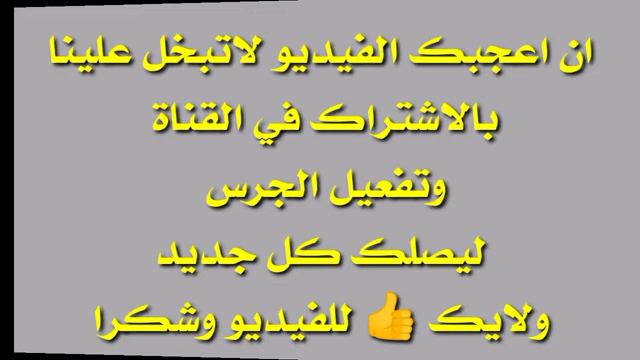 ان اعجبك الفيديو لاتبخل علينا
بالاشتراك في القناة
وتفعيل الجرس
ليصلك كل جديد
ولايك 👍 للفيديو وشكرا